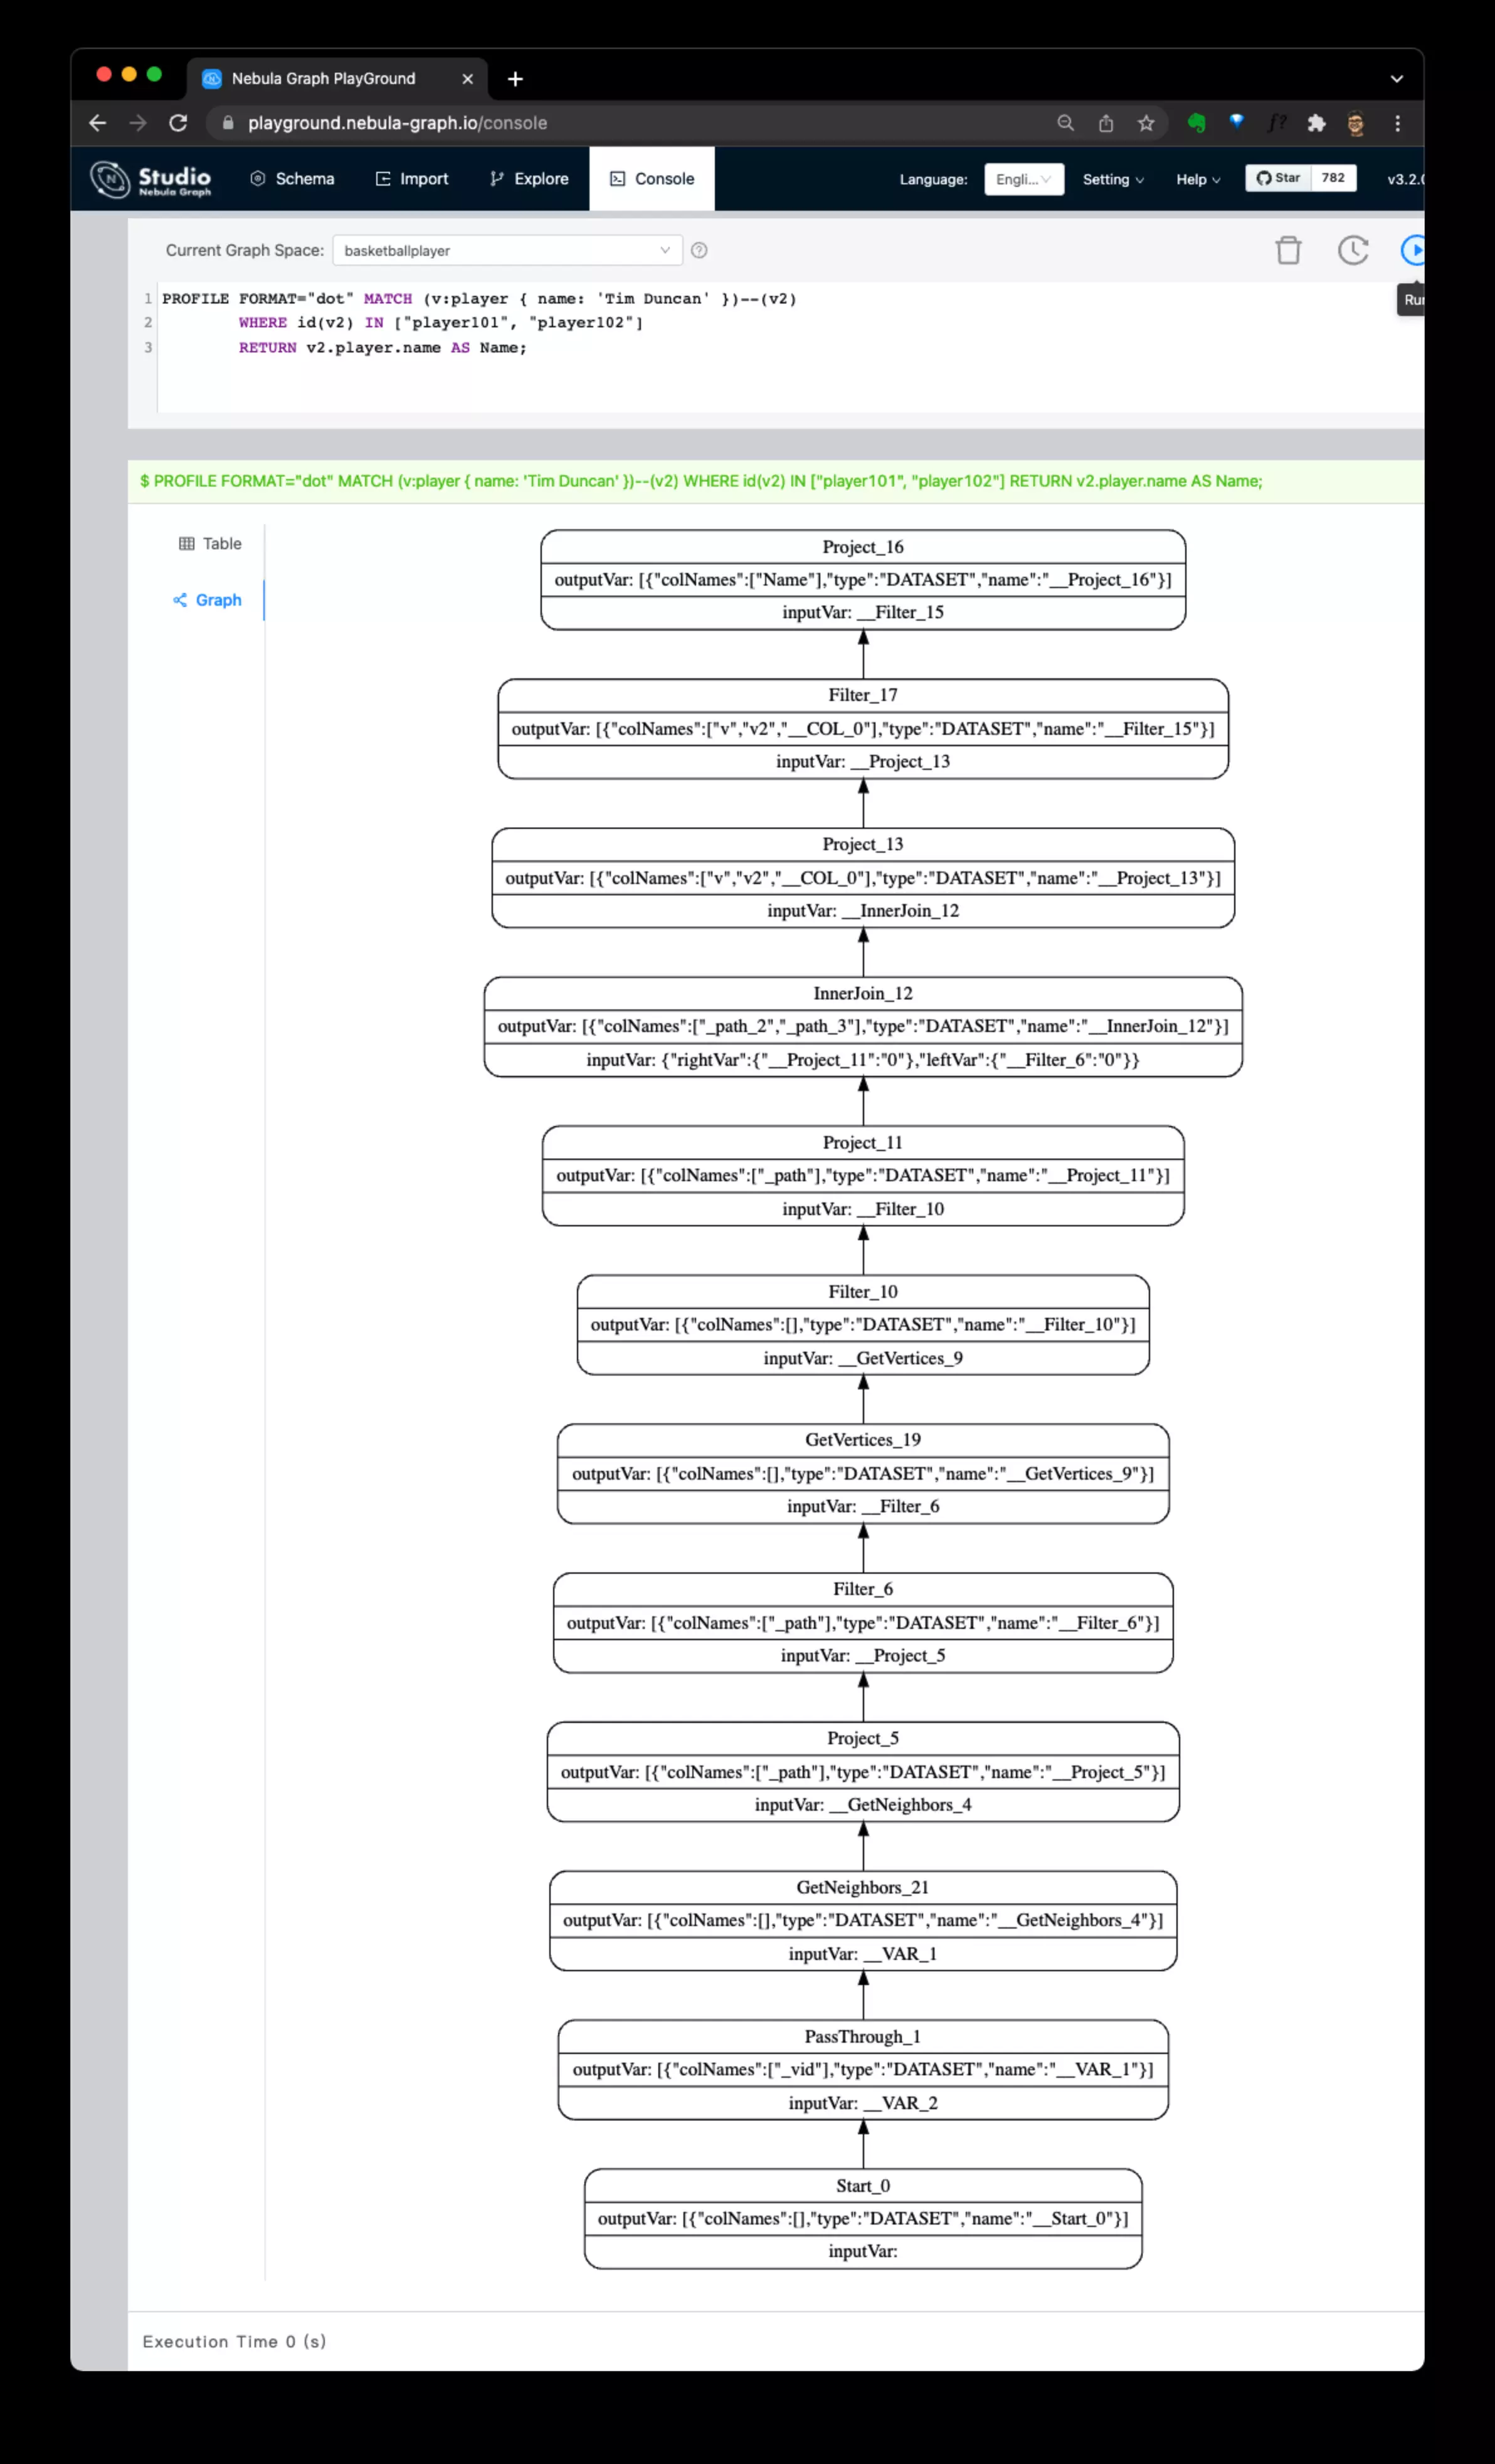 Nebula Graph PlayGround
playground.nebula-graph.io/console
Studio
Nebula Graph
Schema Import Explore Console Language: Engli... Setting Help Star 782 v3.2.
Current Graph Space: basketballplayer
1 PROFILE FORMAT="dot" MATCH (v:player { name: 'Tim Duncan' })--(v2)
2 WHERE id(v2) IN ["player101", "player102"]
3 RETURN v2.player.name AS Name;
Ru
$ PROFILE FORMAT="dot" MATCH (v:player { name: 'Tim Duncan' })--(v2) WHERE id(v2) IN ["player101", "player102"] RETURN v2.player.name AS Name;
Table
Graph
Project_16
outputVar: [{"colNames":["Name"],"type":"DATASET","name":"__Project_16"}]
inputVar: __Filter_15
Filter_17
outputVar: [{"colNames":["v","v2","__COL_0"],"type":"DATASET","name":"__Filter_15"}]
inputVar: __Project_13
Project_13
outputVar: [{"colNames":["v","v2","__COL_0"],"type":"DATASET","name":"__Project_13"}]
inputVar: __InnerJoin_12
InnerJoin_12
outputVar: [{"colNames":["_path_2","_path_3"],"type":"DATASET","name":"__InnerJoin_12"}]
inputVar: {"rightVar":{"__Project_11":"0"},"leftVar":{"__Filter_6":"0"}}
Project_11
outputVar: [{"colNames":["_path"],"type":"DATASET","name":"__Project_11"}]
inputVar: __Filter_10
Filter_10
outputVar: [{"colNames":[],"type":"DATASET","name":"__Filter_10"}]
inputVar: __GetVertices_9
GetVertices_19
outputVar: [{"colNames":[],"type":"DATASET","name":"__GetVertices_9"}]
inputVar: __Filter_6
Filter_6
outputVar: [{"colNames":["_path"],"type":"DATASET","name":"__Filter_6"}]
inputVar: __Project_5
Project_5
outputVar: [{"colNames":["_path"],"type":"DATASET","name":"__Project_5"}]
inputVar: __GetNeighbors_4
GetNeighbors_21
outputVar: [{"colNames":[],"type":"DATASET","name":"__GetNeighbors_4"}]
inputVar: __VAR_1
PassThrough_1
outputVar: [{"colNames":["_vid"],"type":"DATASET","name":"__VAR_1"}]
inputVar: __VAR_2
Start_0
outputVar: [{"colNames":[],"type":"DATASET","name":"__Start_0"}]
inputVar:
Execution Time 0 (s)